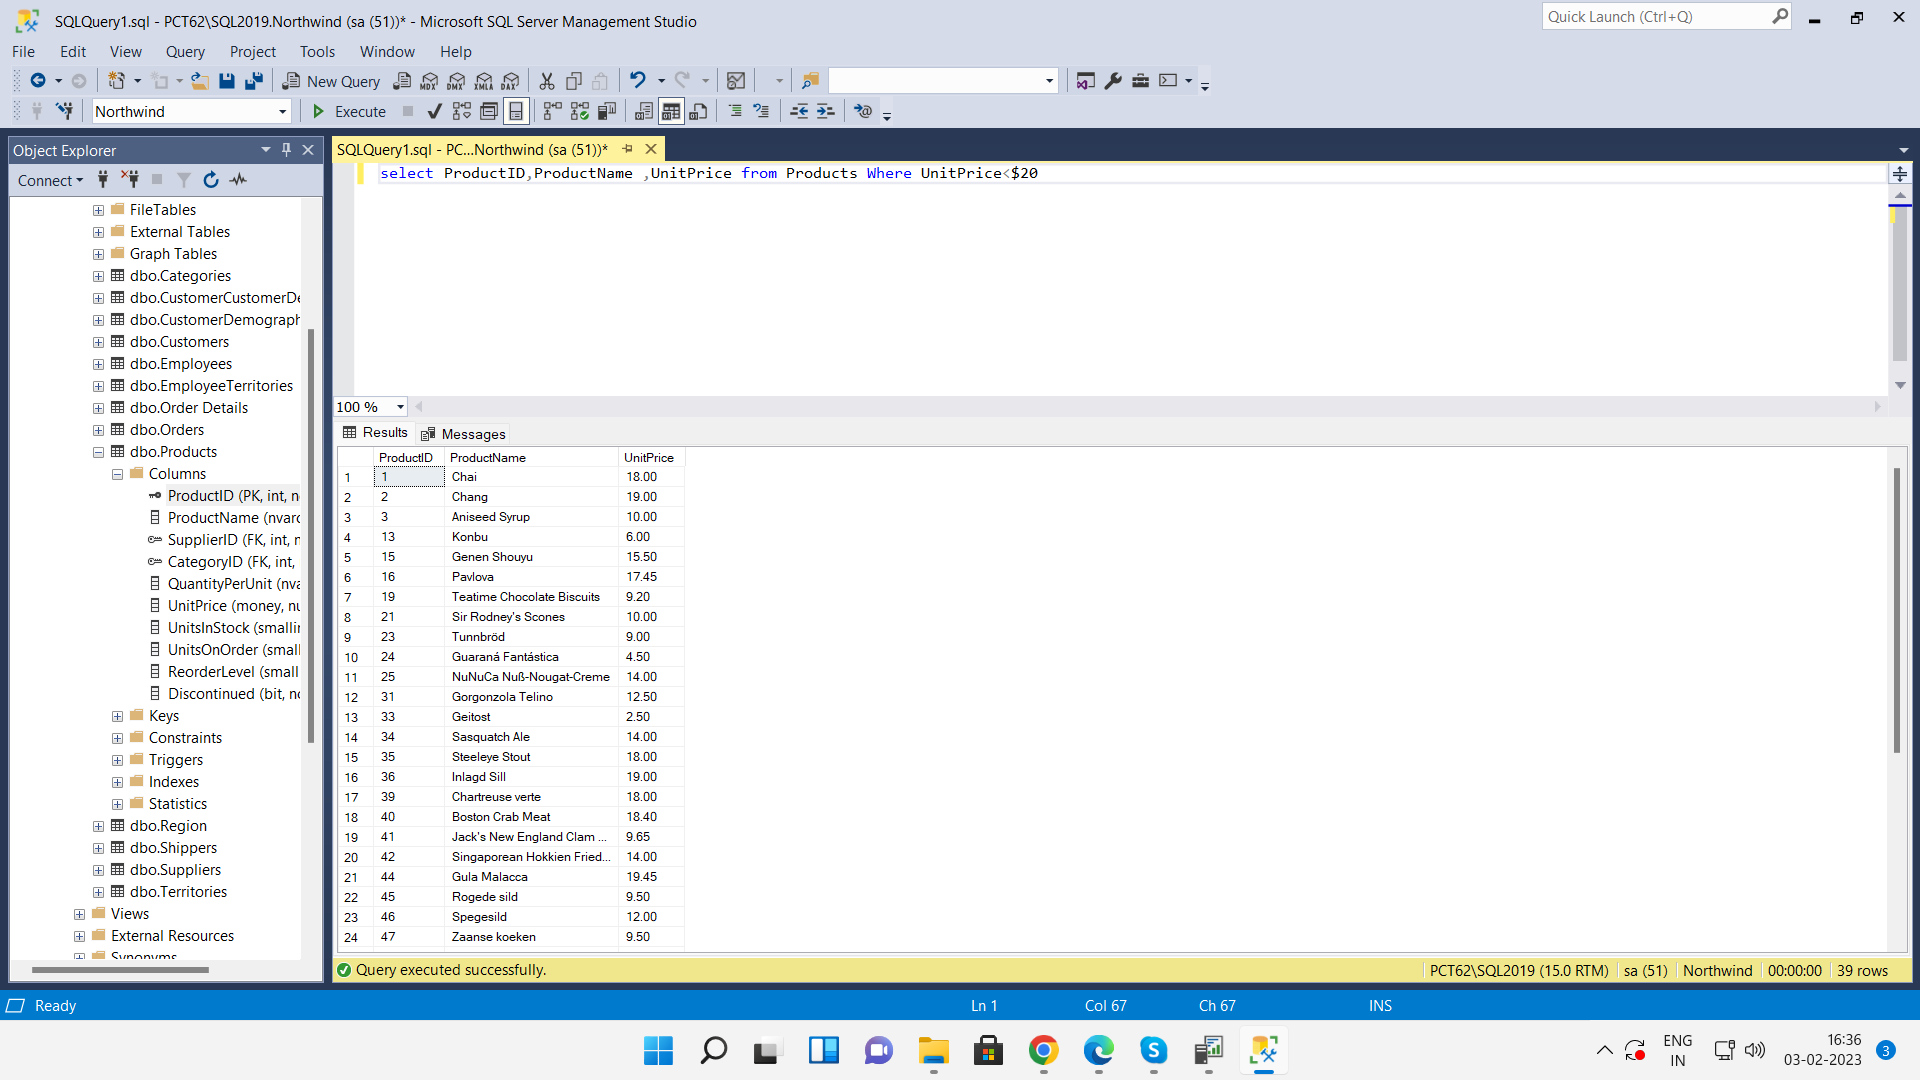 SQLQuery1.sql - PCT62\SQL2019.Northwind (sa (51))* - Microsoft SQL Server Management Studio
Quick Launch (Ctrl+Q)
File Edit View Query Project Tools Window Help
New Query MDX DMX XMLA DAX
Northwind Execute
Object Explorer
Connect
FileTables
External Tables
Graph Tables
dbo.Categories
dbo.CustomerCustomerDe
dbo.CustomerDemograph
dbo.Customers
dbo.Employees
dbo.EmployeeTerritories
dbo.Order Details
dbo.Orders
dbo.Products
Columns
ProductID (PK, int, n
ProductName (nvarc
SupplierID (FK, int, n
CategoryID (FK, int,
QuantityPerUnit (nva
UnitPrice (money, nu
UnitsInStock (smallin
UnitsOnOrder (smal
ReorderLevel (small
Discontinued (bit, no
Keys
Constraints
Triggers
Indexes
Statistics
dbo.Region
dbo.Shippers
dbo.Suppliers
dbo.Territories
Views
External Resources
Synonyms
SQLQuery1.sql - PC...Northwind (sa (51))*
select ProductID,ProductName ,UnitPrice from Products Where UnitPrice<$20
100 %
Results Messages
ProductID ProductName UnitPrice
1 1 Chai 18.00
2 2 Chang 19.00
3 3 Aniseed Syrup 10.00
4 13 Konbu 6.00
5 15 Genen Shouyu 15.50
6 16 Pavlova 17.45
7 19 Teatime Chocolate Biscuits 9.20
8 21 Sir Rodney's Scones 10.00
9 23 Tunnbröd 9.00
10 24 Guaraná Fantástica 4.50
11 25 NuNuCa Nuß-Nougat-Creme 14.00
12 31 Gorgonzola Telino 12.50
13 33 Geitost 2.50
14 34 Sasquatch Ale 14.00
15 35 Steeleye Stout 18.00
16 36 Inlagd Sill 19.00
17 39 Chartreuse verte 18.00
18 40 Boston Crab Meat 18.40
19 41 Jack's New England Clam ... 9.65
20 42 Singaporean Hokkien Fried... 14.00
21 44 Gula Malacca 19.45
22 45 Rogede sild 9.50
23 46 Spegesild 12.00
24 47 Zaanse koeken 9.50
Query executed successfully. PCT62\SQL2019 (15.0 RTM) sa (51) Northwind 00:00:00 39 rows
Ready Ln 1 Col 67 Ch 67 INS
ENG
IN
16:36
03-02-2023
3